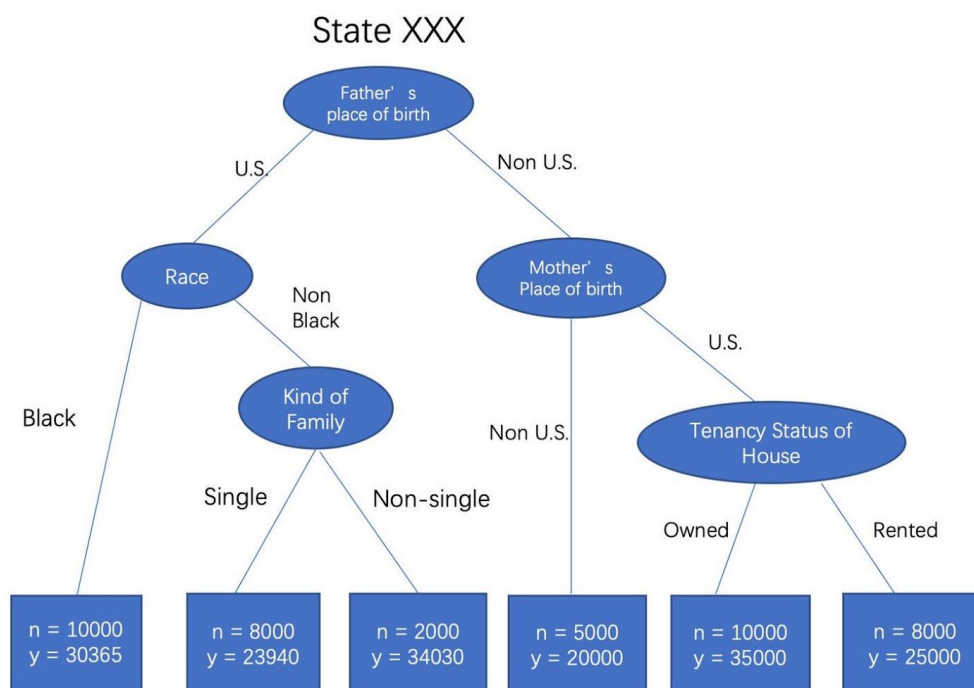 State XXX
Father's
place of birth
U.S.
Non U.S.
Race
Mother's
Place of birth
Non
Black
U.S.
Kind of
Family
Black
Non U.S.
Tenancy Status of
House
Single
Non-single
Owned
Rented
n = 10000
y = 30365
n = 8000
y = 23940
n = 2000
y = 34030
n = 5000
y = 20000
n = 10000
y = 35000
n = 8000
y = 25000